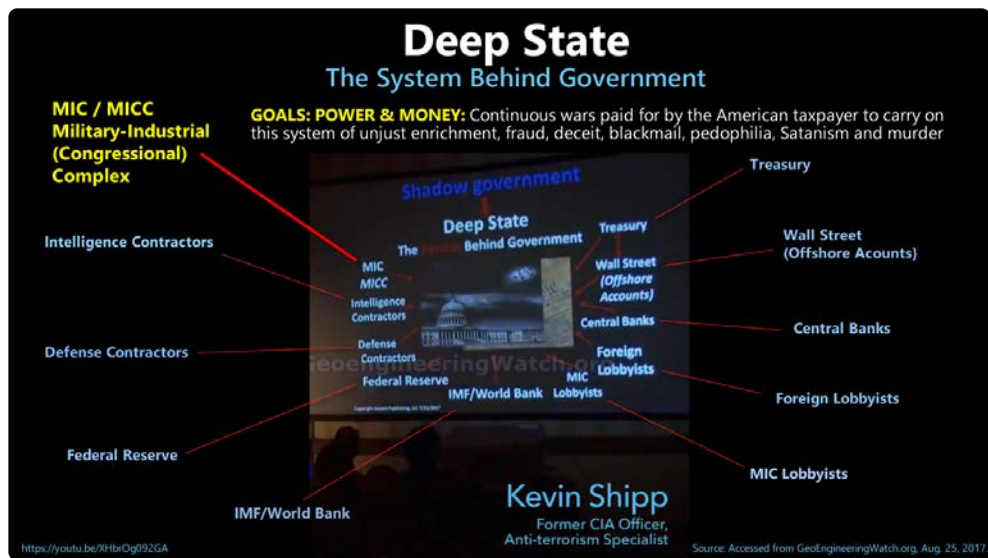 Deep State
The System Behind Government
MIC / MICC
Military-Industrial
(Congressional)
Complex
GOALS: POWER & MONEY: Continuous wars paid for by the American taxpayer to carry on
this system of unjust enrichment, fraud, deceit, blackmail, pedophilia, Satanism and murder
Treasury
Intelligence Contractors
Wall Street
(Offshore Acounts)
Defense Contractors
Central Banks
Federal Reserve
Foreign Lobbyists
IMF/World Bank
MIC Lobbyists
Shadow government
Deep State
The System Behind Government
MIC
MICC
Intelligence
Contractors
Defense
Contractors
Federal Reserve
IMF/World Bank
MIC
Lobbyists
Foreign
Lobbyists
Central Banks
Wall Street
(Offshore
Accounts)
Treasury
GeoengineeringWatch.org
Kevin Shipp
Former CIA Officer,
Anti-terrorism Specialist
https://youtu.be/XHbrOg092GA
Source: Accessed from GeoEngineeringWatch.org, Aug. 25, 2017